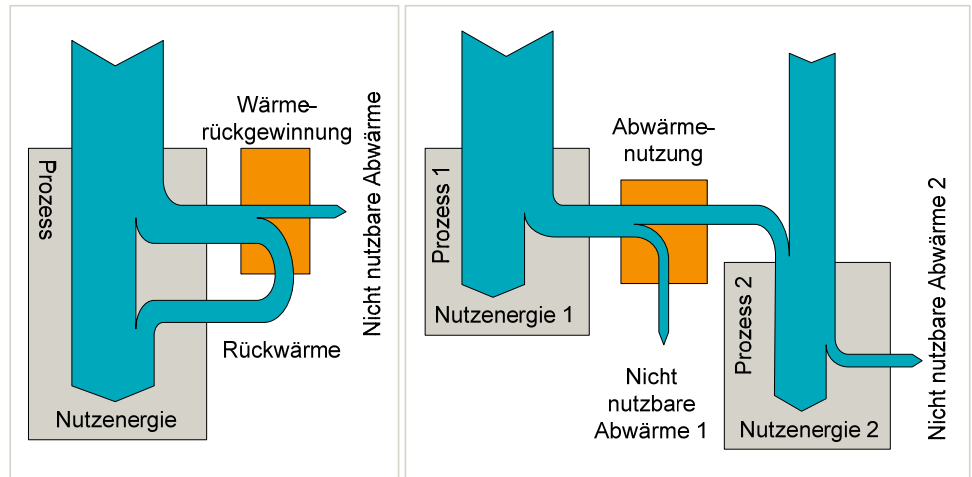 Wärme-
rückgewinnung
Prozess
Nicht nutzbare Abwärme
Rückwärme
Nutzenergie
Abwärme-
nutzung
Prozess 1
Nutzenergie 1
Nicht
nutzbare
Abwärme 1
Prozess 2
Nutzenergie 2
Nicht nutzbare Abwärme 2